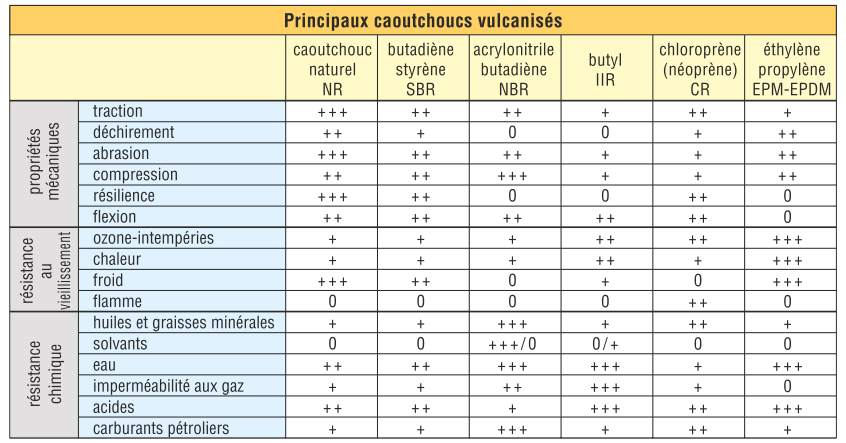 Principaux caoutchoucs vulcanisés
caoutchouc naturel NR | butadiène styrène SBR | acrylonitrile butadiène NBR | butyl IIR | chloroprène (néoprène) CR | éthylène propylène EPM-EPDM
propriétés mécaniques
traction +++ ++ ++ + ++ +
déchirement ++ + 0 0 + ++
abrasion +++ ++ ++ + + ++
compression ++ ++ +++ + + ++
résilience +++ ++ 0 0 ++ 0
flexion ++ ++ ++ ++ ++ 0
résistance au vieillissement
ozone-intempéries + + + ++ ++ +++
chaleur + + + ++ + +++
froid +++ ++ 0 + 0 +++
flamme 0 0 0 0 ++ 0
résistance chimique
huiles et graisses minérales + + +++ + ++ +
solvants 0 0 +++/0 0/+ 0 0
eau ++ ++ +++ +++ + +++
imperméabilité aux gaz + + ++ +++ + 0
acides ++ ++ + +++ ++ +++
carburants pétroliers + + +++ + ++ +